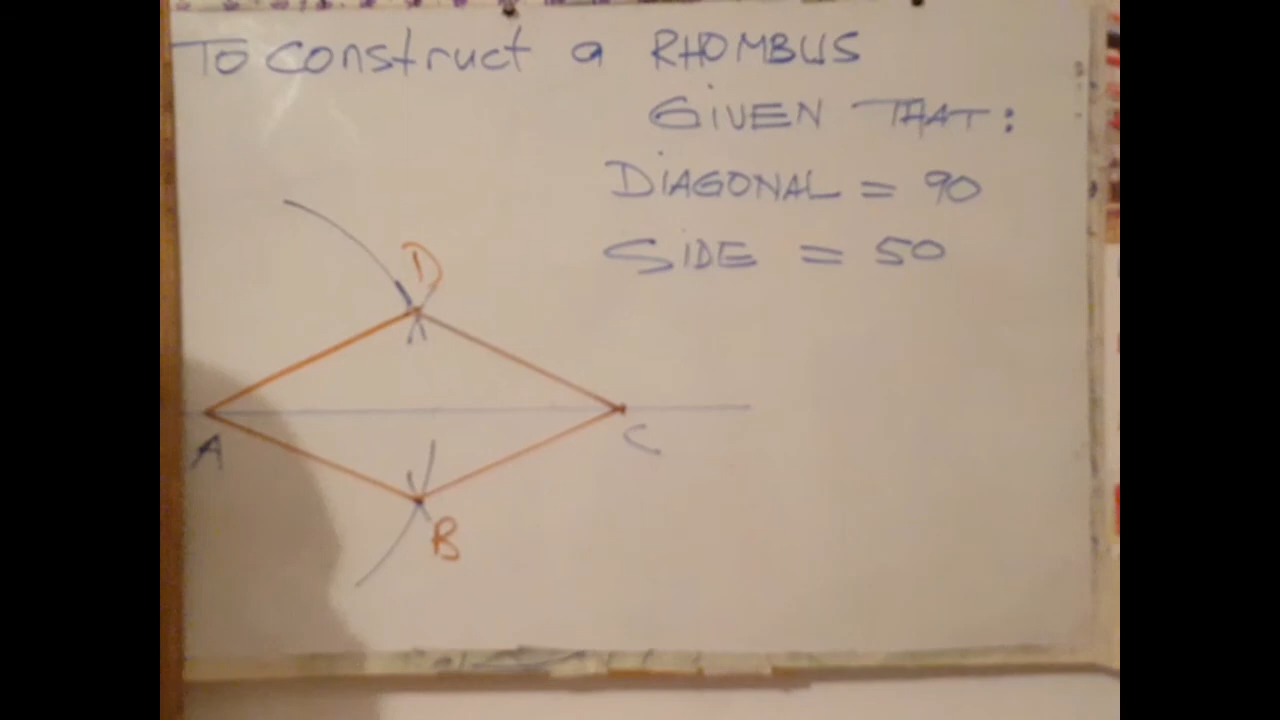 To construct a RHOMBUS
GIVEN THAT:
DIAGONAL = 90
SIDE = 50
D
A
C
B